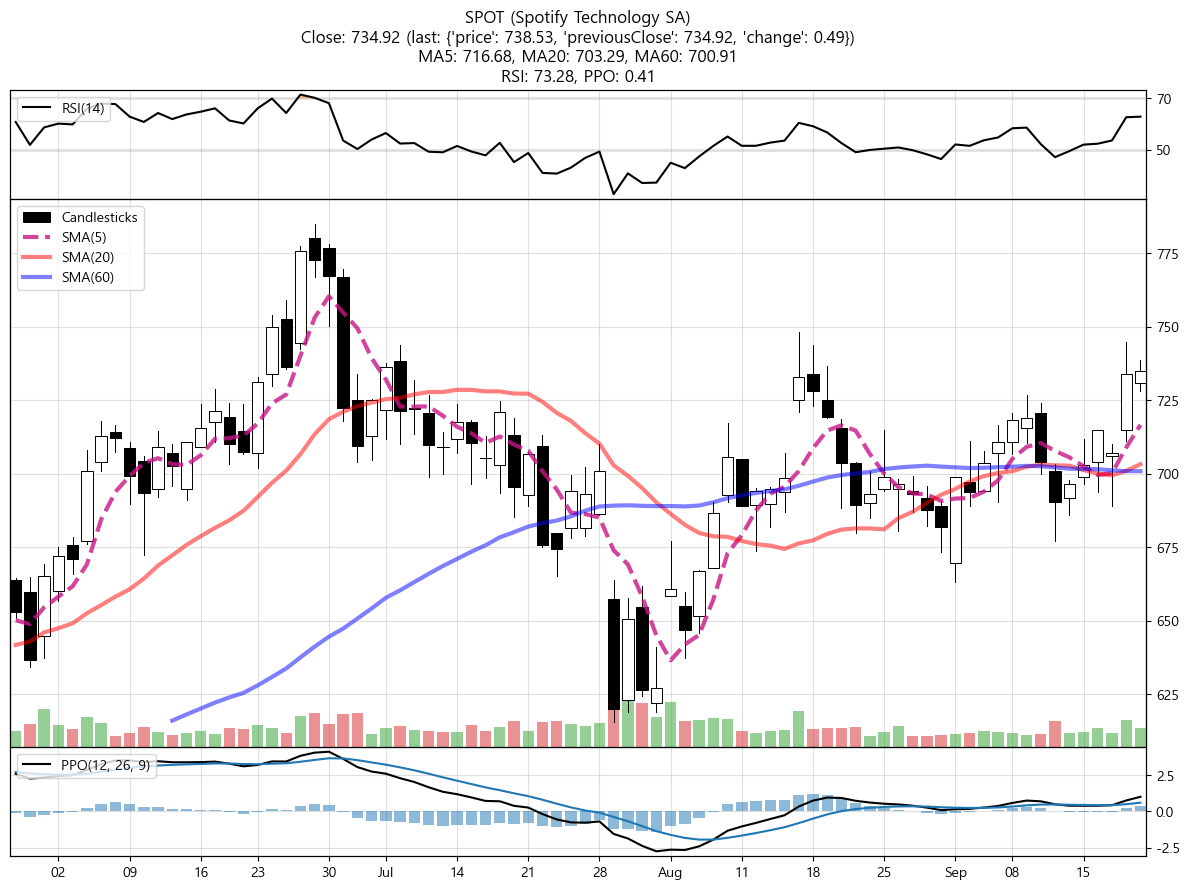 SPOT (Spotify Technology SA)
Close: 734.92 (last: {'price': 738.53, 'previousClose': 734.92, 'change': 0.49})
MA5: 716.68, MA20: 703.29, MA60: 700.91
RSI: 73.28, PPO: 0.41
RSI(14)
70
50
Candlesticks
SMA(5)
SMA(20)
SMA(60)
775
750
725
700
675
650
625
PPO(12, 26, 9)
2.5
0.0
−2.5
02 09 16 23 30 Jul 14 21 28 Aug 11 18 25 Sep 08 15